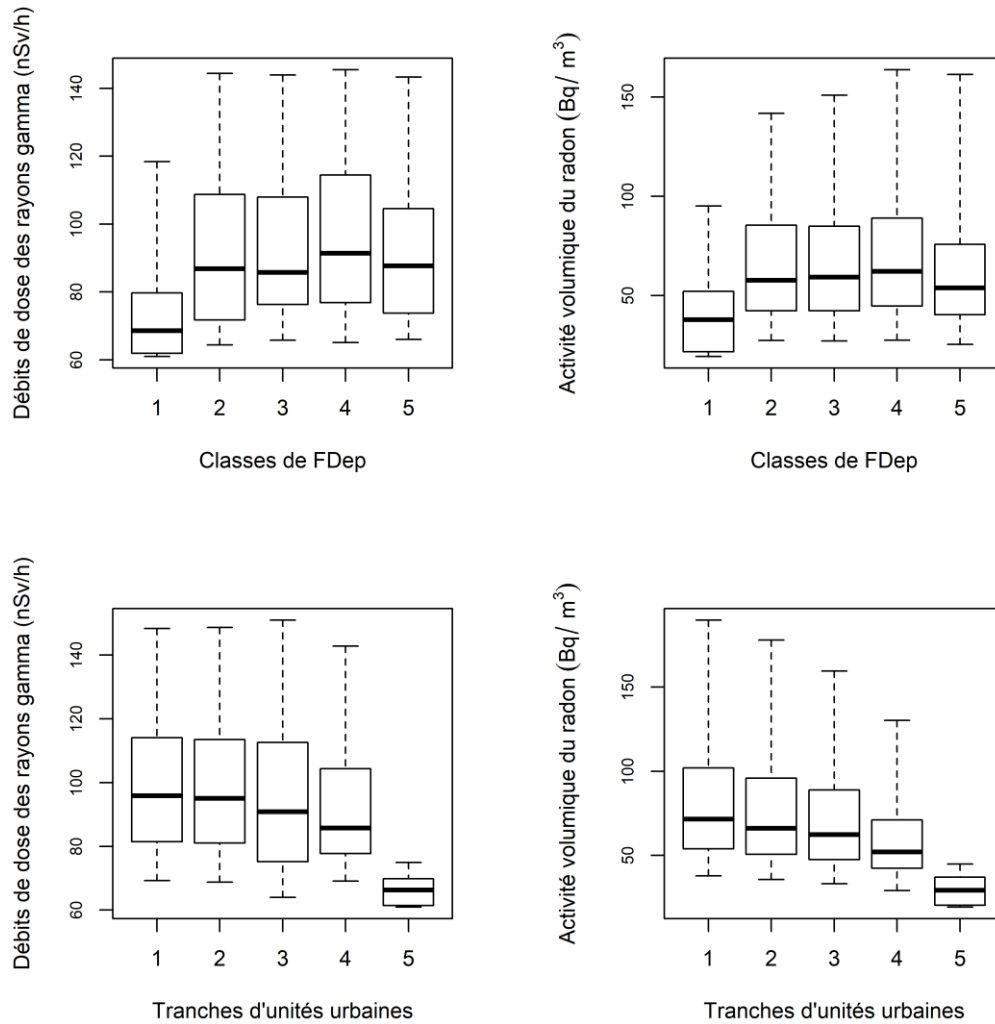 Débits de dose des rayons gamma (nSv/h)
60 80 100 120 140
1 2 3 4 5
Classes de FDep
Activité volumique du radon (Bq/ m³)
50 100 150
1 2 3 4 5
Classes de FDep
Débits de dose des rayons gamma (nSv/h)
60 80 100 120 140
1 2 3 4 5
Tranches d'unités urbaines
Activité volumique du radon (Bq/ m³)
50 100 150
1 2 3 4 5
Tranches d'unités urbaines